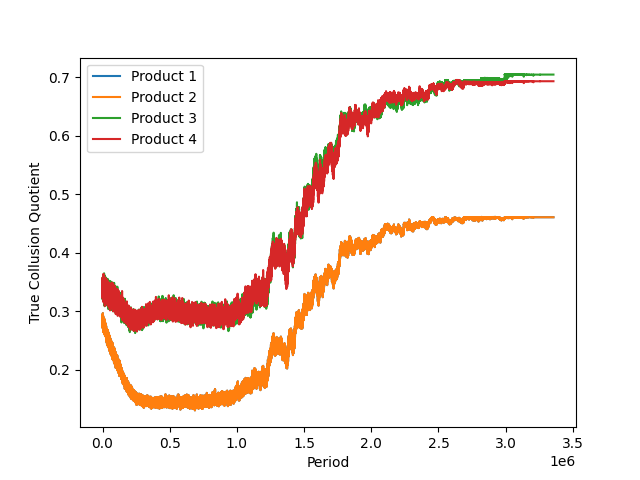 Product 1
Product 2
Product 3
Product 4
True Collusion Quotient
0.7
0.6
0.5
0.4
0.3
0.2
0.0 0.5 1.0 1.5 2.0 2.5 3.0 3.5
1e6
Period